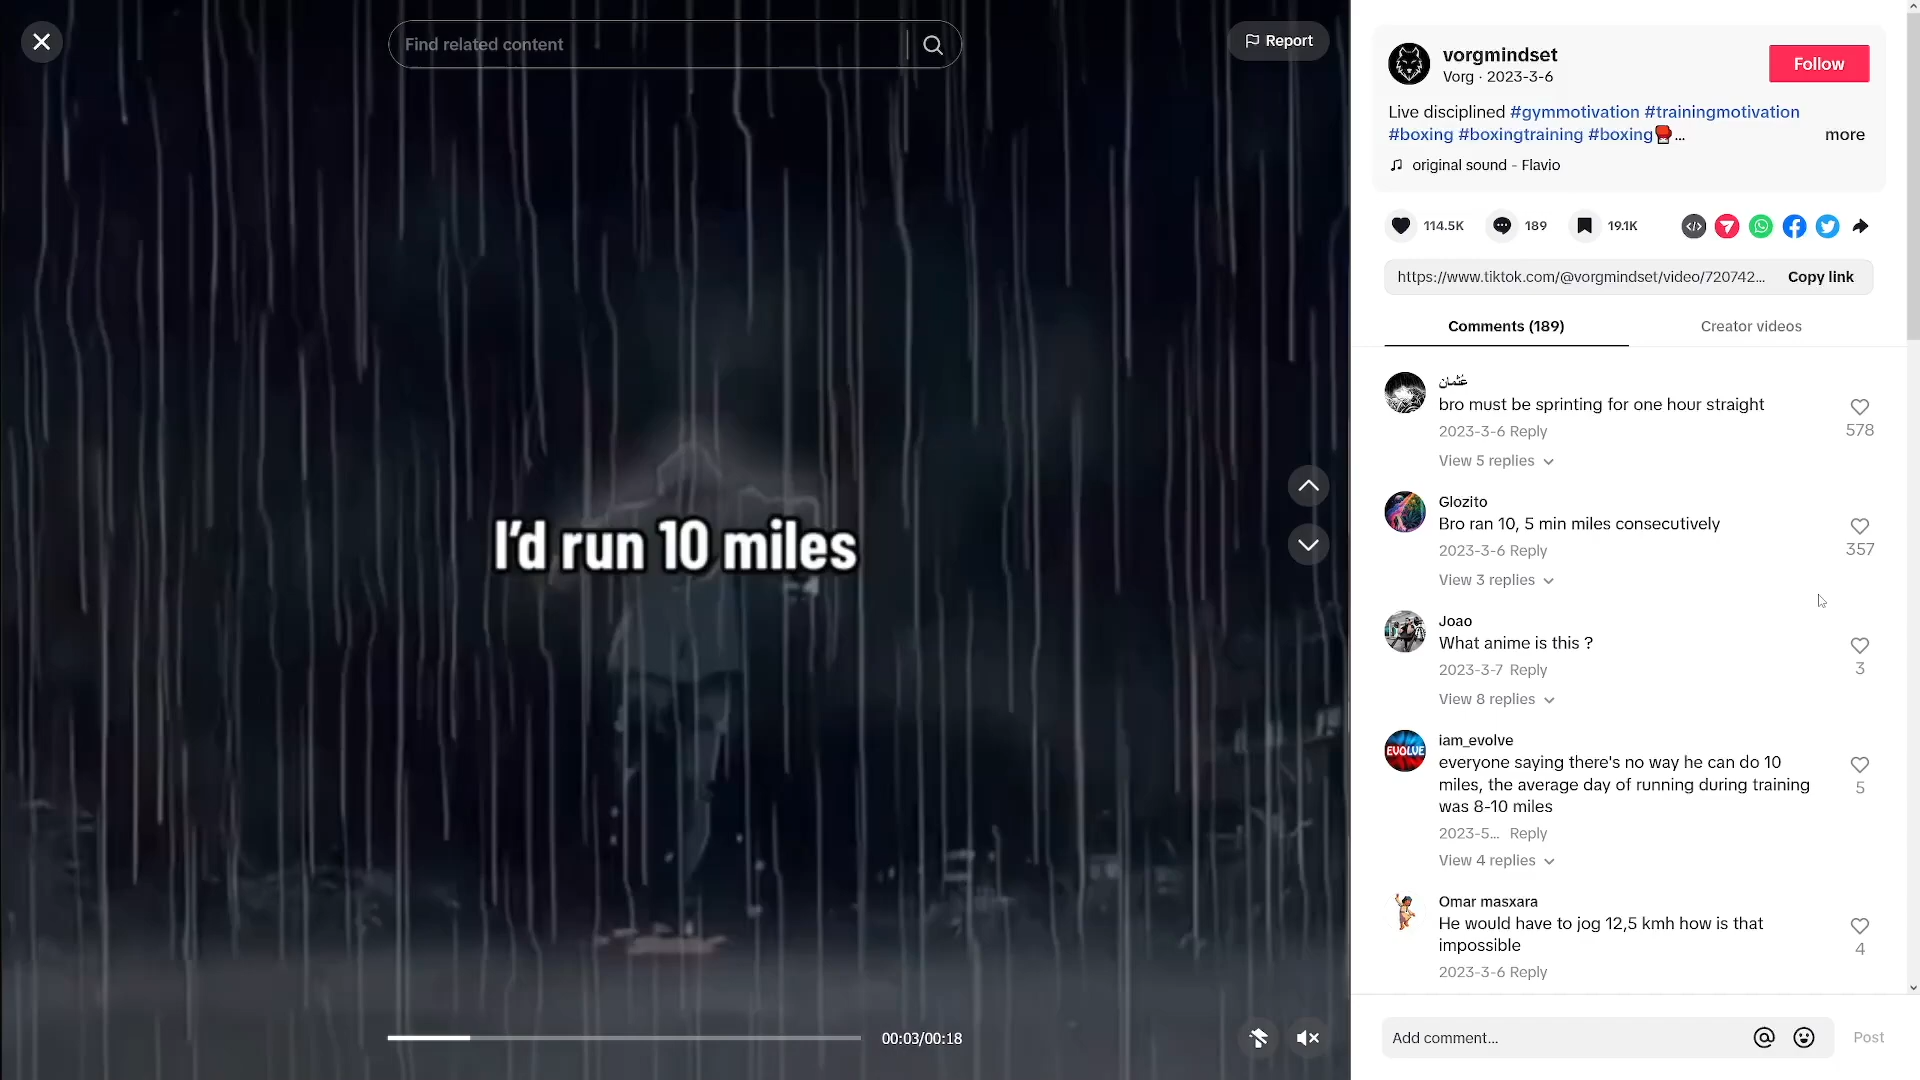 Find related content
Report
I'd run 10 miles
00:03/00:18
vorgmindset
Vorg · 2023-3-6
Follow
Live disciplined #gymmotivation #trainingmotivation
#boxing #boxingtraining #boxing🥊...
more
original sound - Flavio
114.5K
189
19.1K
https://www.tiktok.com/@vorgmindset/video/720742...
Copy link
Comments (189)
Creator videos
عُثمان
bro must be sprinting for one hour straight
2023-3-6 Reply
578
View 5 replies
Glozito
Bro ran 10, 5 min miles consecutively
2023-3-6 Reply
357
View 3 replies
Joao
What anime is this ?
2023-3-7 Reply
3
View 8 replies
EVOLVE
iam_evolve
everyone saying there's no way he can do 10
miles, the average day of running during training
was 8-10 miles
2023-5... Reply
5
View 4 replies
Omar masxara
He would have to jog 12,5 kmh how is that
impossible
2023-3-6 Reply
4
Add comment...
Post